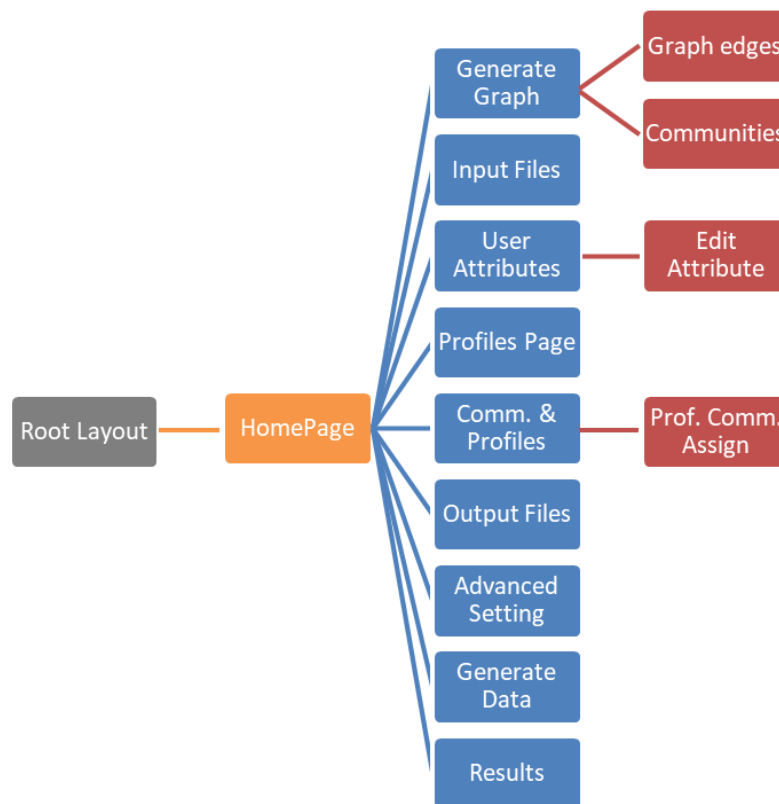 Root Layout
HomePage
Generate
Graph
Graph edges
Communities
Input Files
User
Attributes
Edit
Attribute
Profiles Page
Comm. &
Profiles
Prof. Comm.
Assign
Output Files
Advanced
Setting
Generate
Data
Results